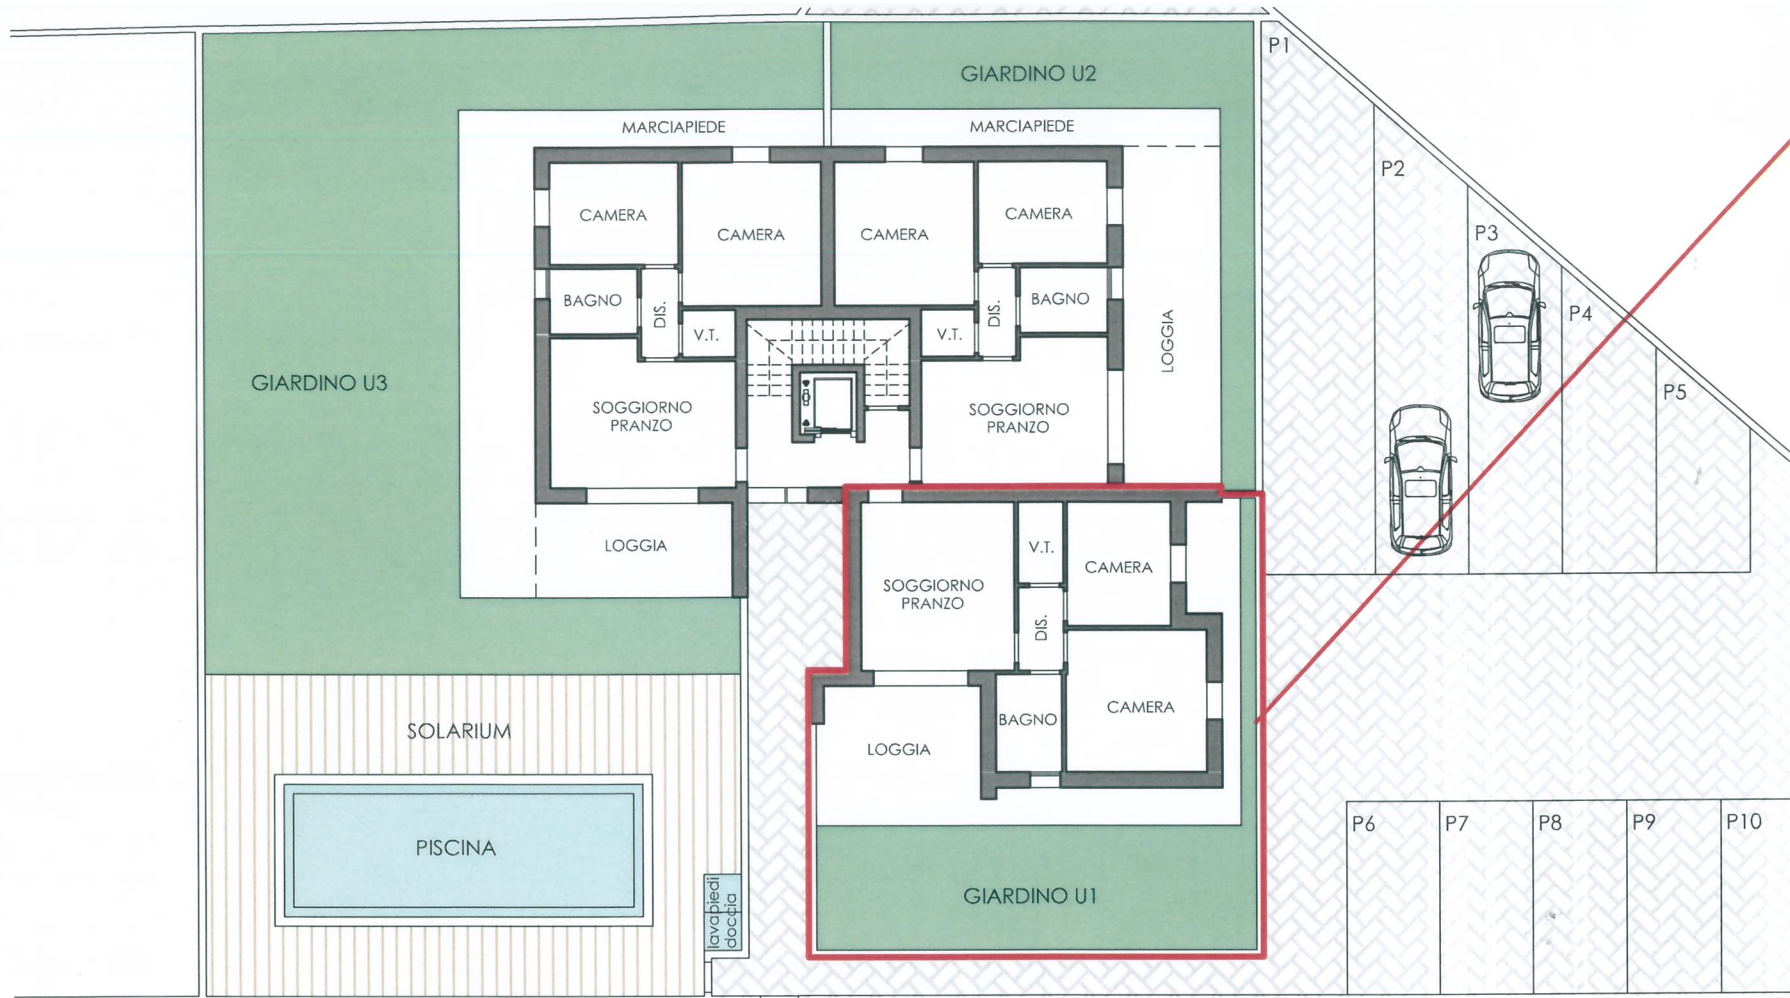 P1
GIARDINO U2
MARCIAPIEDE
MARCIAPIEDE
P2
CAMERA
CAMERA
CAMERA
CAMERA
P3
BAGNO
DIS.
V.T.
V.T.
DIS.
BAGNO
LOGGIA
P4
GIARDINO U3
SOGGIORNO
PRANZO
SOGGIORNO
PRANZO
P5
LOGGIA
SOGGIORNO
PRANZO
V.T.
CAMERA
DIS.
SOLARIUM
LOGGIA
BAGNO
CAMERA
PISCINA
lavapiedi
doccia
GIARDINO U1
P6
P7
P8
P9
P10